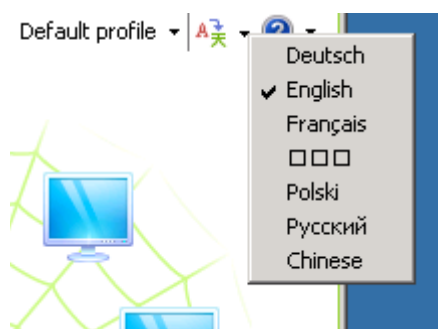 Default profile
Deutsch
English
Français
Polski
Русский
Chinese